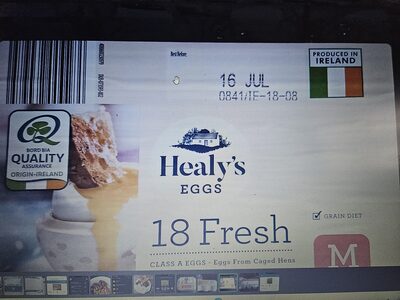 Best Before:
16 JUL
0841/IE-18-08
PRODUCED IN
IRELAND
BORD BIA
QUALITY
ASSURANCE
ORIGIN-IRELAND
Healy's
EGGS
GRAIN DIET
18 Fresh
CLASS A EGGS - Eggs From Caged Hens
M